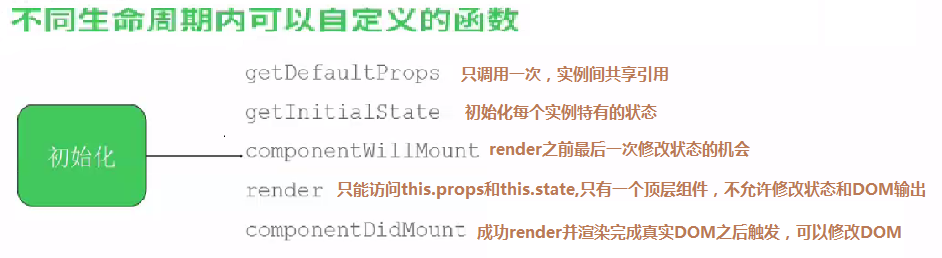 不同生命周期内可以自定义的函数
getDefaultProps 只调用一次，实例间共享引用
getInitialState 初始化每个实例特有的状态
初始化
componentWillMount render之前最后一次修改状态的机会
render 只能访问this.props和this.state,只有一个顶层组件，不允许修改状态和DOM输出
componentDidMount 成功render并渲染完成真实DOM之后触发，可以修改DOM